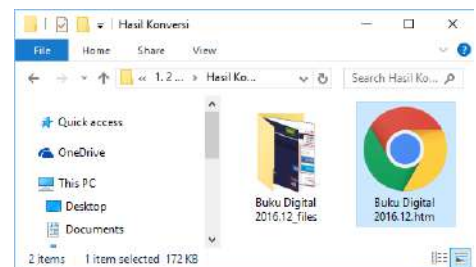 Hasil Konversi
File Home Share View
« 1. 2 ... Hasil Ko... Search Hasil Ko...
Quick access
OneDrive
This PC
Desktop
Documents
Buku Digital
2016.12_files
Buku Digital
2016.12.htm
2 items 1 item selected 172 KB